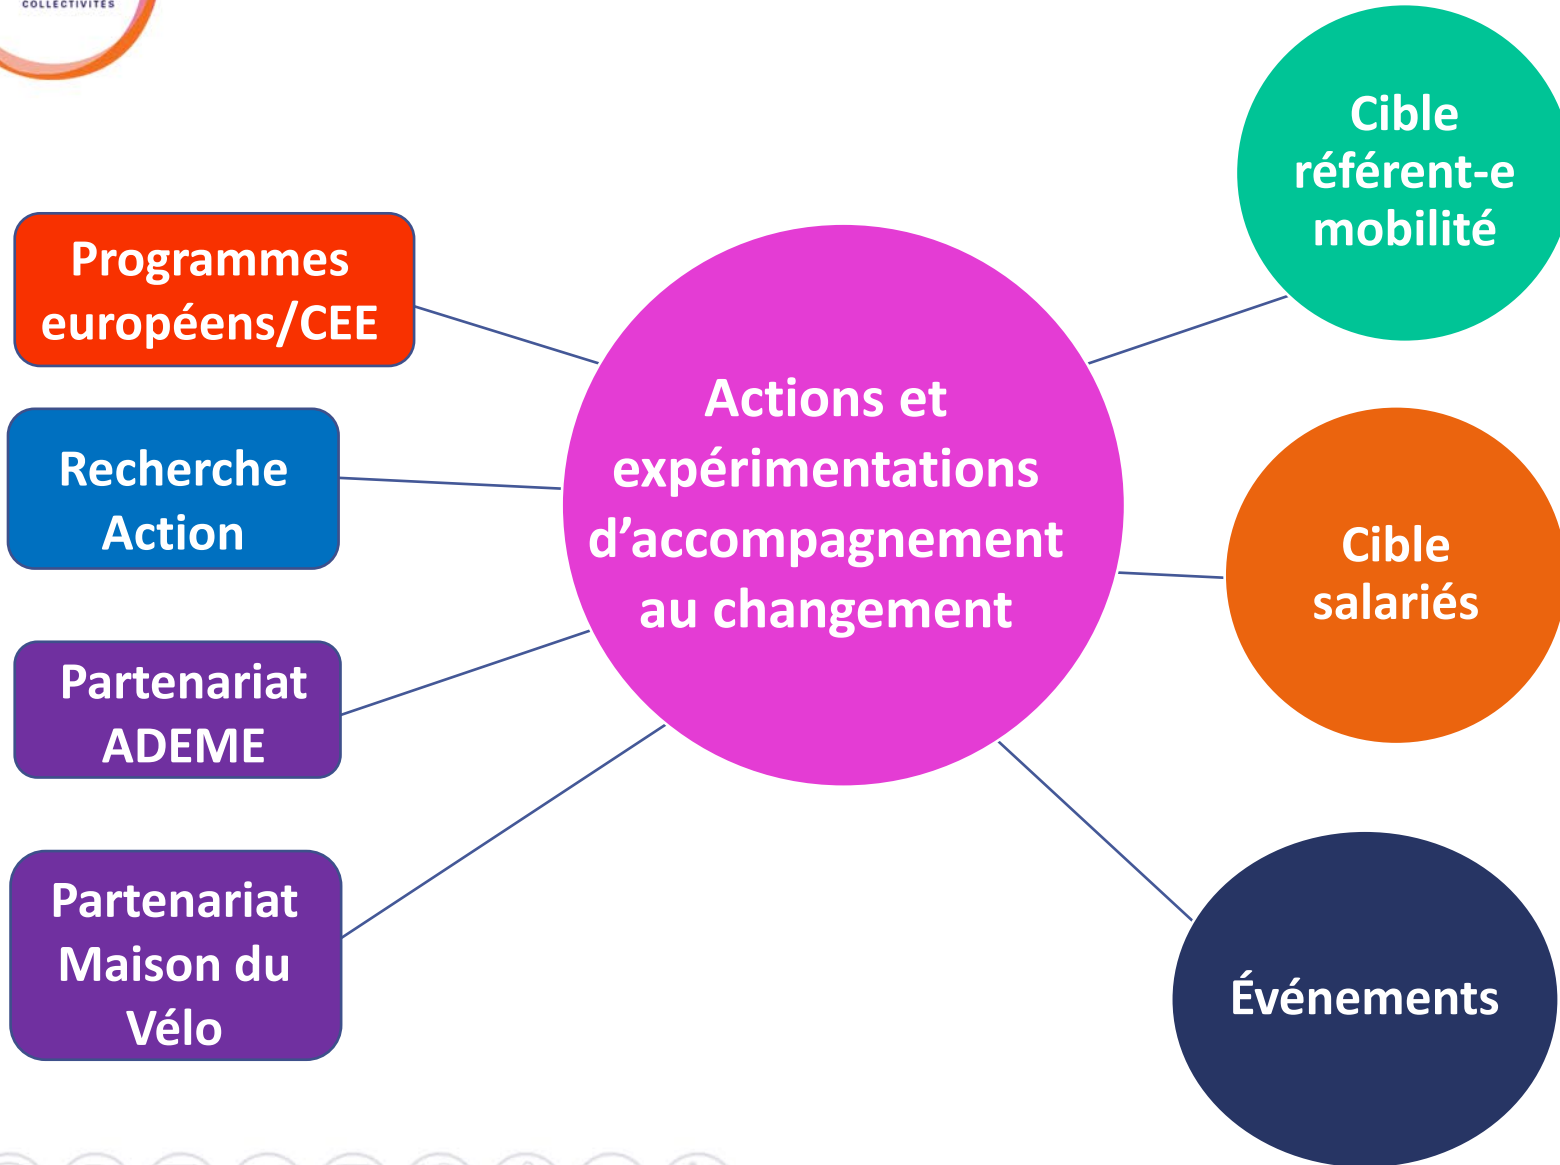 COLLECTIVITÉS
Programmes
européens/CEE
Recherche
Action
Partenariat
ADEME
Partenariat
Maison du
Vélo
Actions et
expérimentations
d’accompagnement
au changement
Cible
référent-e
mobilité
Cible
salariés
Événements